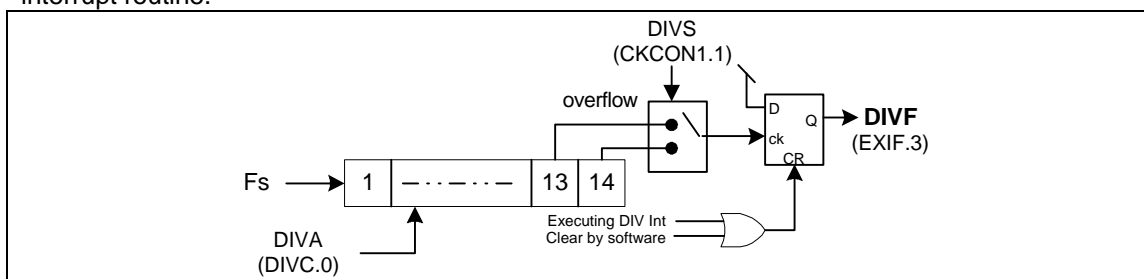 interrupt routine.
DIVS
(CKCON1.1)
overflow
D
Q
DIVF
ck
(EXIF.3)
CR
Fs
1
13
14
Executing DIV Int
Clear by software
DIVA
(DIVC.0)